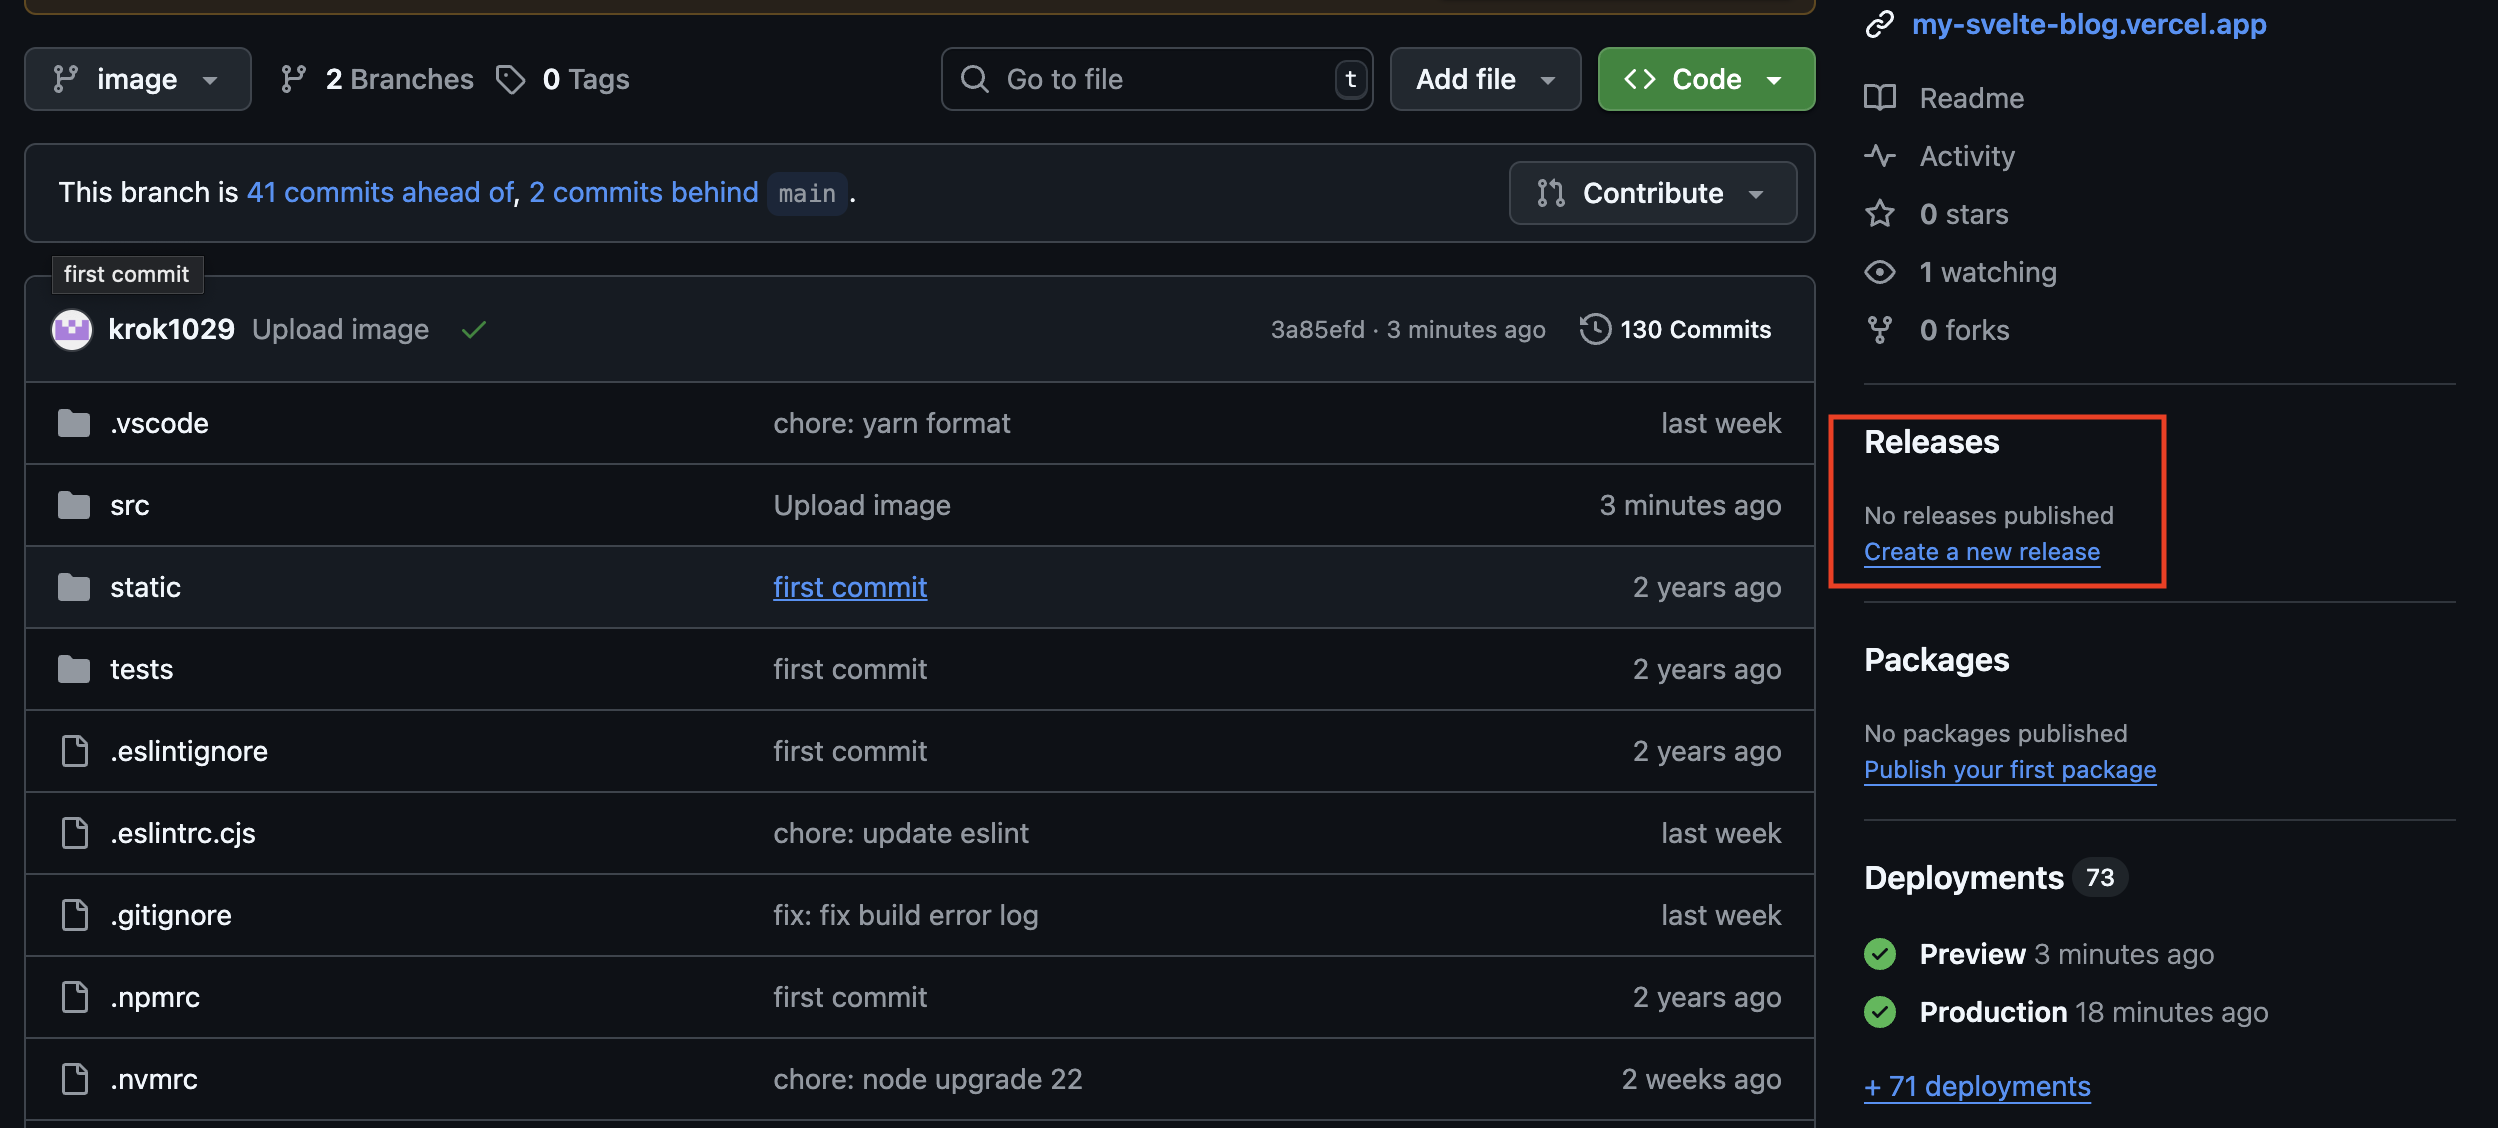 image 2 Branches 0 Tags Go to file t Add file Code
This branch is 41 commits ahead of, 2 commits behind main .
Contribute
first commit
krok1029 Upload image 3a85efd · 3 minutes ago 130 Commits
.vscode chore: yarn format last week
src Upload image 3 minutes ago
static first commit 2 years ago
tests first commit 2 years ago
.eslintignore first commit 2 years ago
.eslintrc.cjs chore: update eslint last week
.gitignore fix: fix build error log last week
.npmrc first commit 2 years ago
.nvmrc chore: node upgrade 22 2 weeks ago
my-svelte-blog.vercel.app
Readme
Activity
0 stars
1 watching
0 forks
Releases
No releases published
Create a new release
Packages
No packages published
Publish your first package
Deployments 73
Preview 3 minutes ago
Production 18 minutes ago
+ 71 deployments